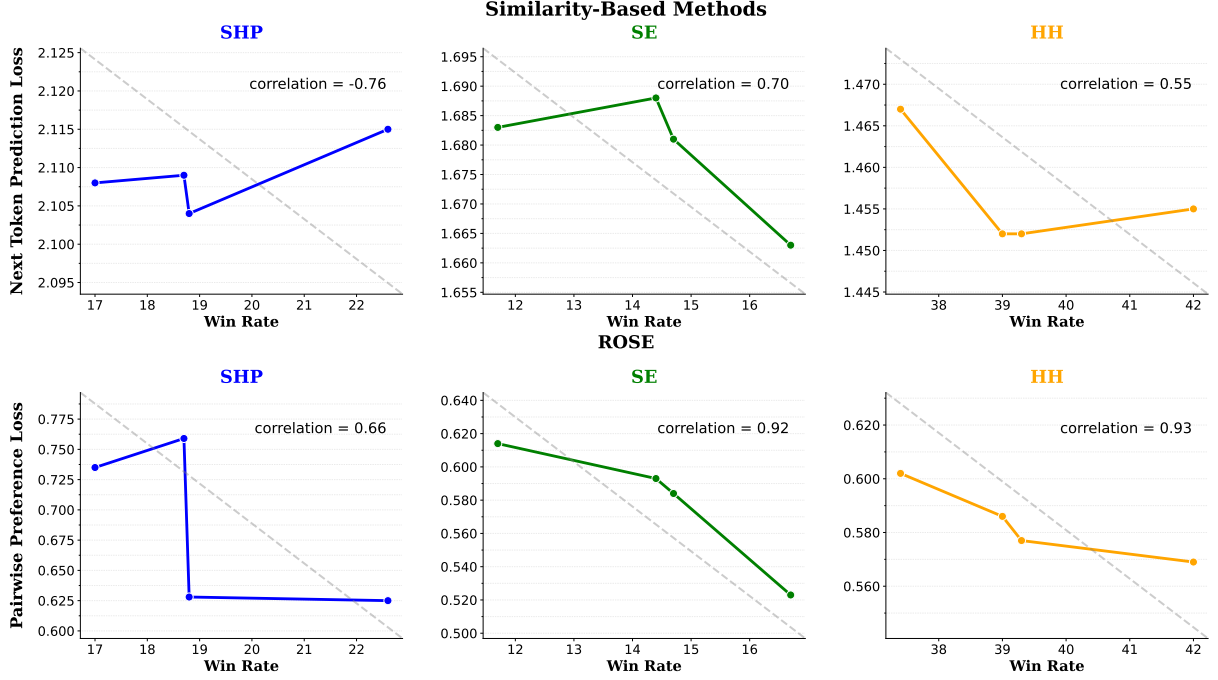 Similarity-Based Methods
SHP
SE
HH
Next Token Prediction Loss
2.125
2.120
2.115
2.110
2.105
2.100
2.095
correlation = -0.76
17 18 19 20 21 22
Win Rate
1.695
1.690
1.685
1.680
1.675
1.670
1.665
1.660
1.655
correlation = 0.70
12 13 14 15 16
Win Rate
1.470
1.465
1.460
1.455
1.450
1.445
correlation = 0.55
38 39 40 41 42
Win Rate
ROSE
SHP
SE
HH
Pairwise Preference Loss
0.775
0.750
0.725
0.700
0.675
0.650
0.625
0.600
correlation = 0.66
17 18 19 20 21 22
Win Rate
0.640
0.620
0.600
0.580
0.560
0.540
0.520
0.500
correlation = 0.92
12 13 14 15 16
Win Rate
0.620
0.600
0.580
0.560
correlation = 0.93
38 39 40 41 42
Win Rate